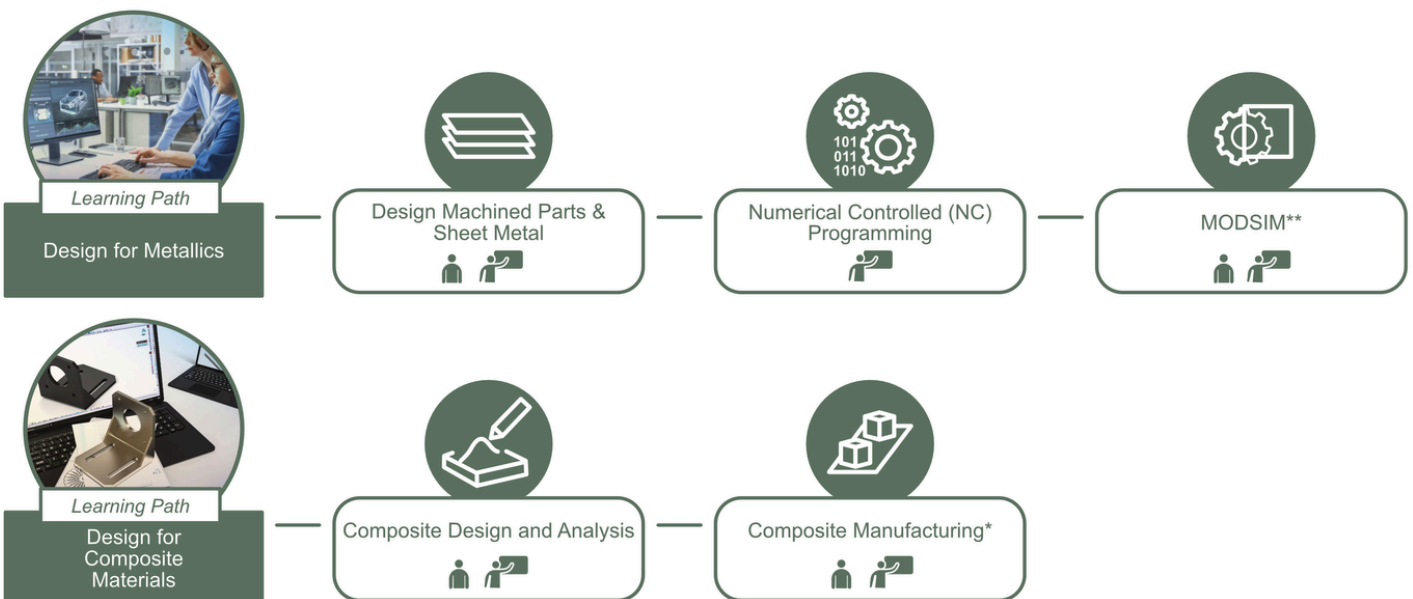 Learning Path
Design for Metallics
Design Machined Parts &
Sheet Metal
101
011
1010
Numerical Controlled (NC)
Programming
MODSIM**
Learning Path
Design for
Composite
Materials
Composite Design and Analysis
Composite Manufacturing*